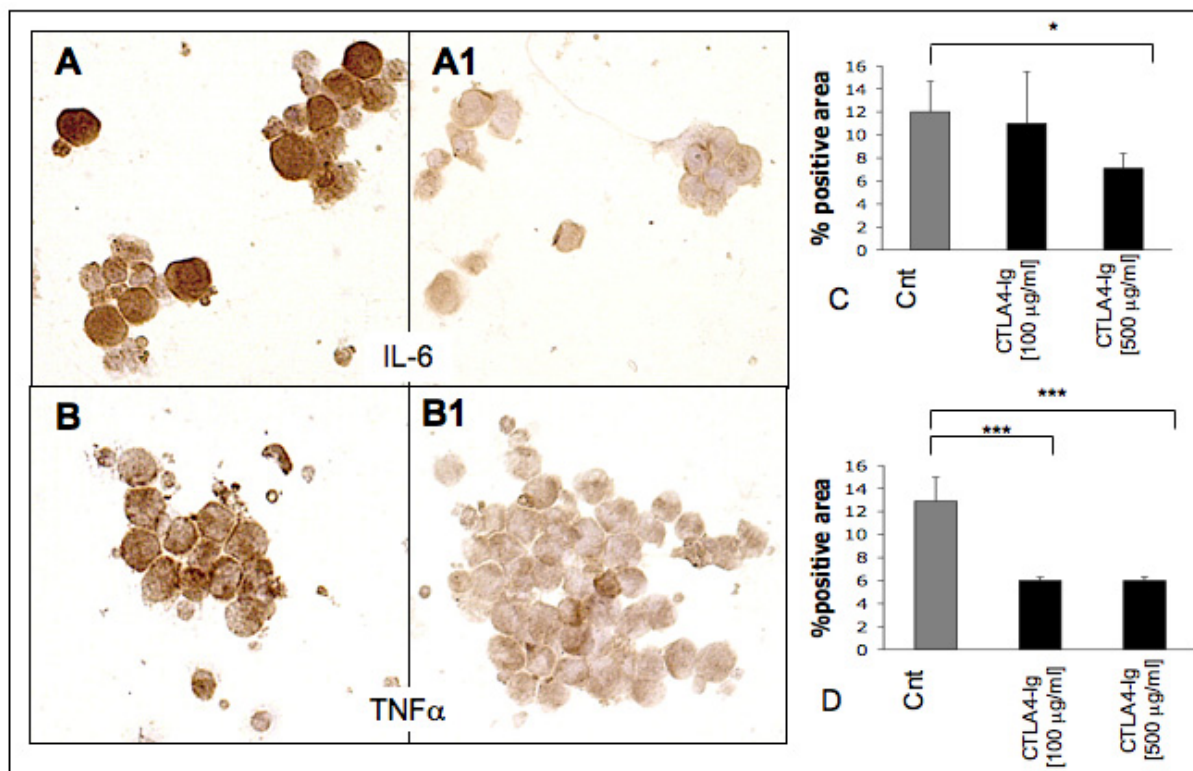 A
A1
IL-6
B
B1
TNFα
*
% positive area
16
14
12
10
8
6
4
2
0
C
Cnt
CTLA4-Ig
[100 µg/ml]
CTLA4-Ig
[500 µg/ml]
***
***
%positive area
16
14
12
10
8
6
4
2
0
D
Cnt
CTLA4-Ig
[100 µg/ml]
CTLA4-Ig
[500 µg/ml]